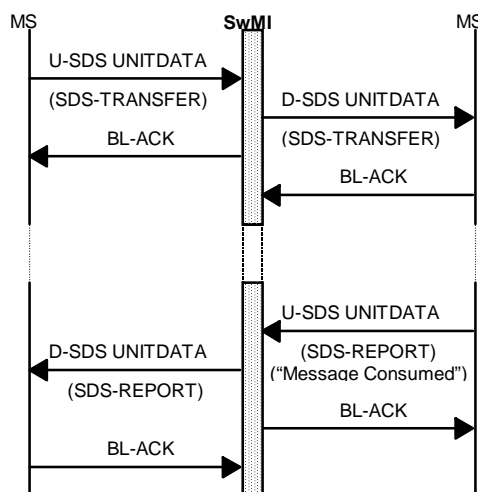 MS SwMI MS
U-SDS UNITDATA
(SDS-TRANSFER)
D-SDS UNITDATA
(SDS-TRANSFER)
BL-ACK
BL-ACK
U-SDS UNITDATA
(SDS-REPORT)
(“Message Consumed”)
D-SDS UNITDATA
(SDS-REPORT)
BL-ACK
BL-ACK